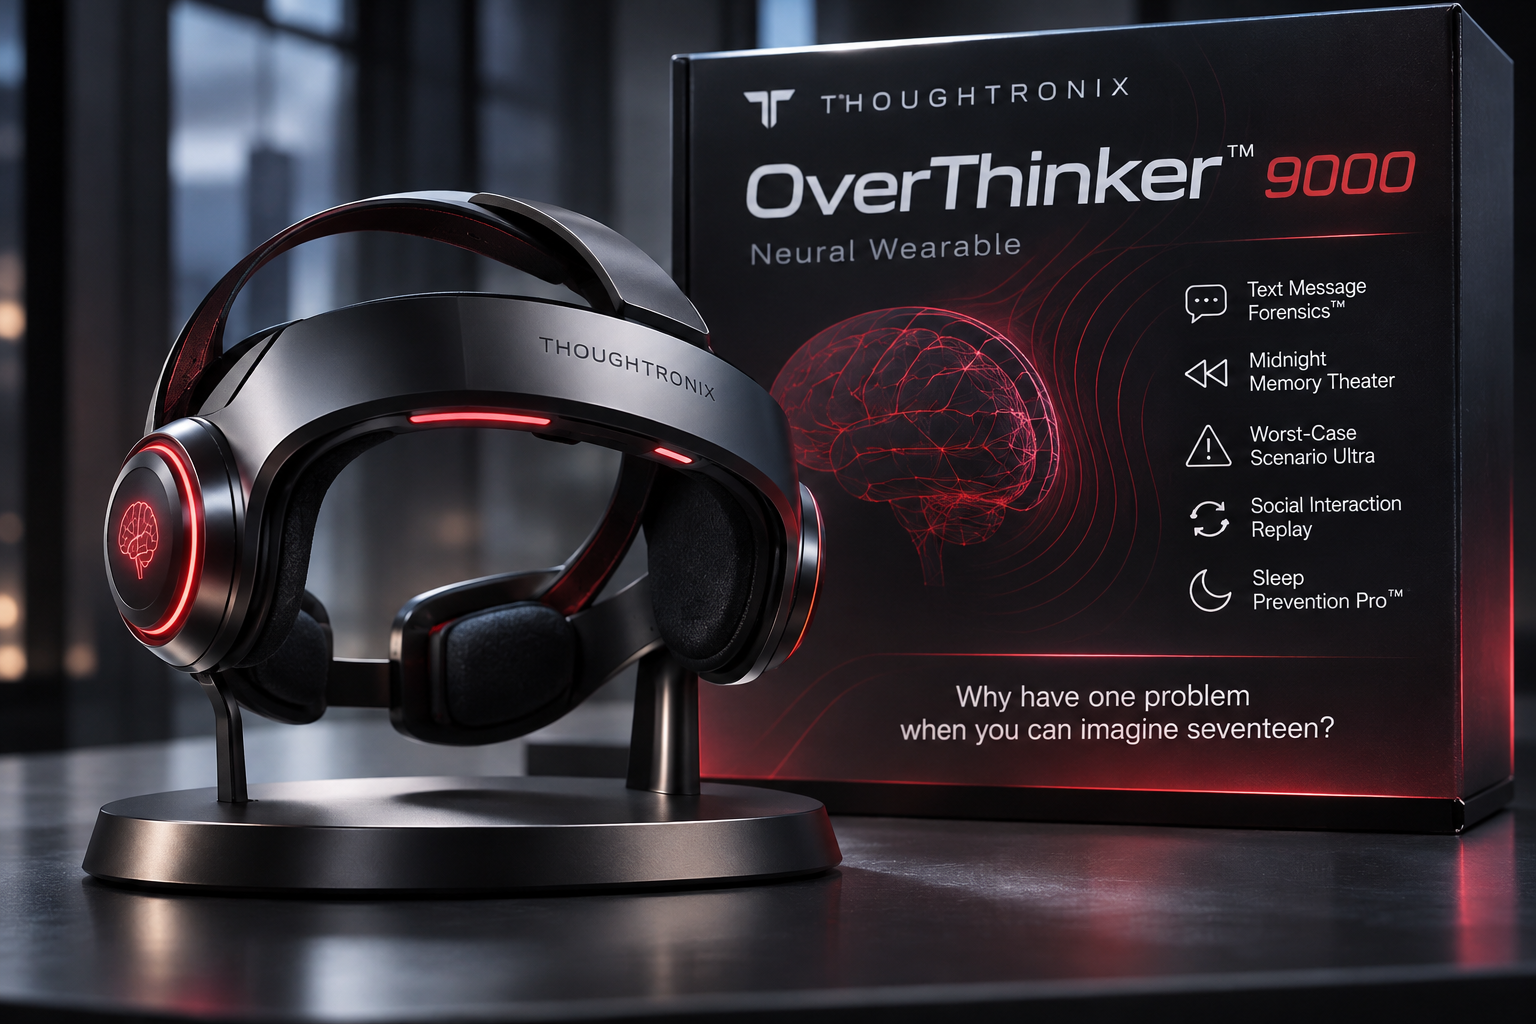 THOUGHTRONIX
OverThinker™ 9000
Neural Wearable
Text Message
Forensics™
Midnight
Memory Theater
Worst-Case
Scenario Ultra
Social Interaction
Replay
Sleep
Prevention Pro™
Why have one problem
when you can imagine seventeen?
THOUGHTRONIX